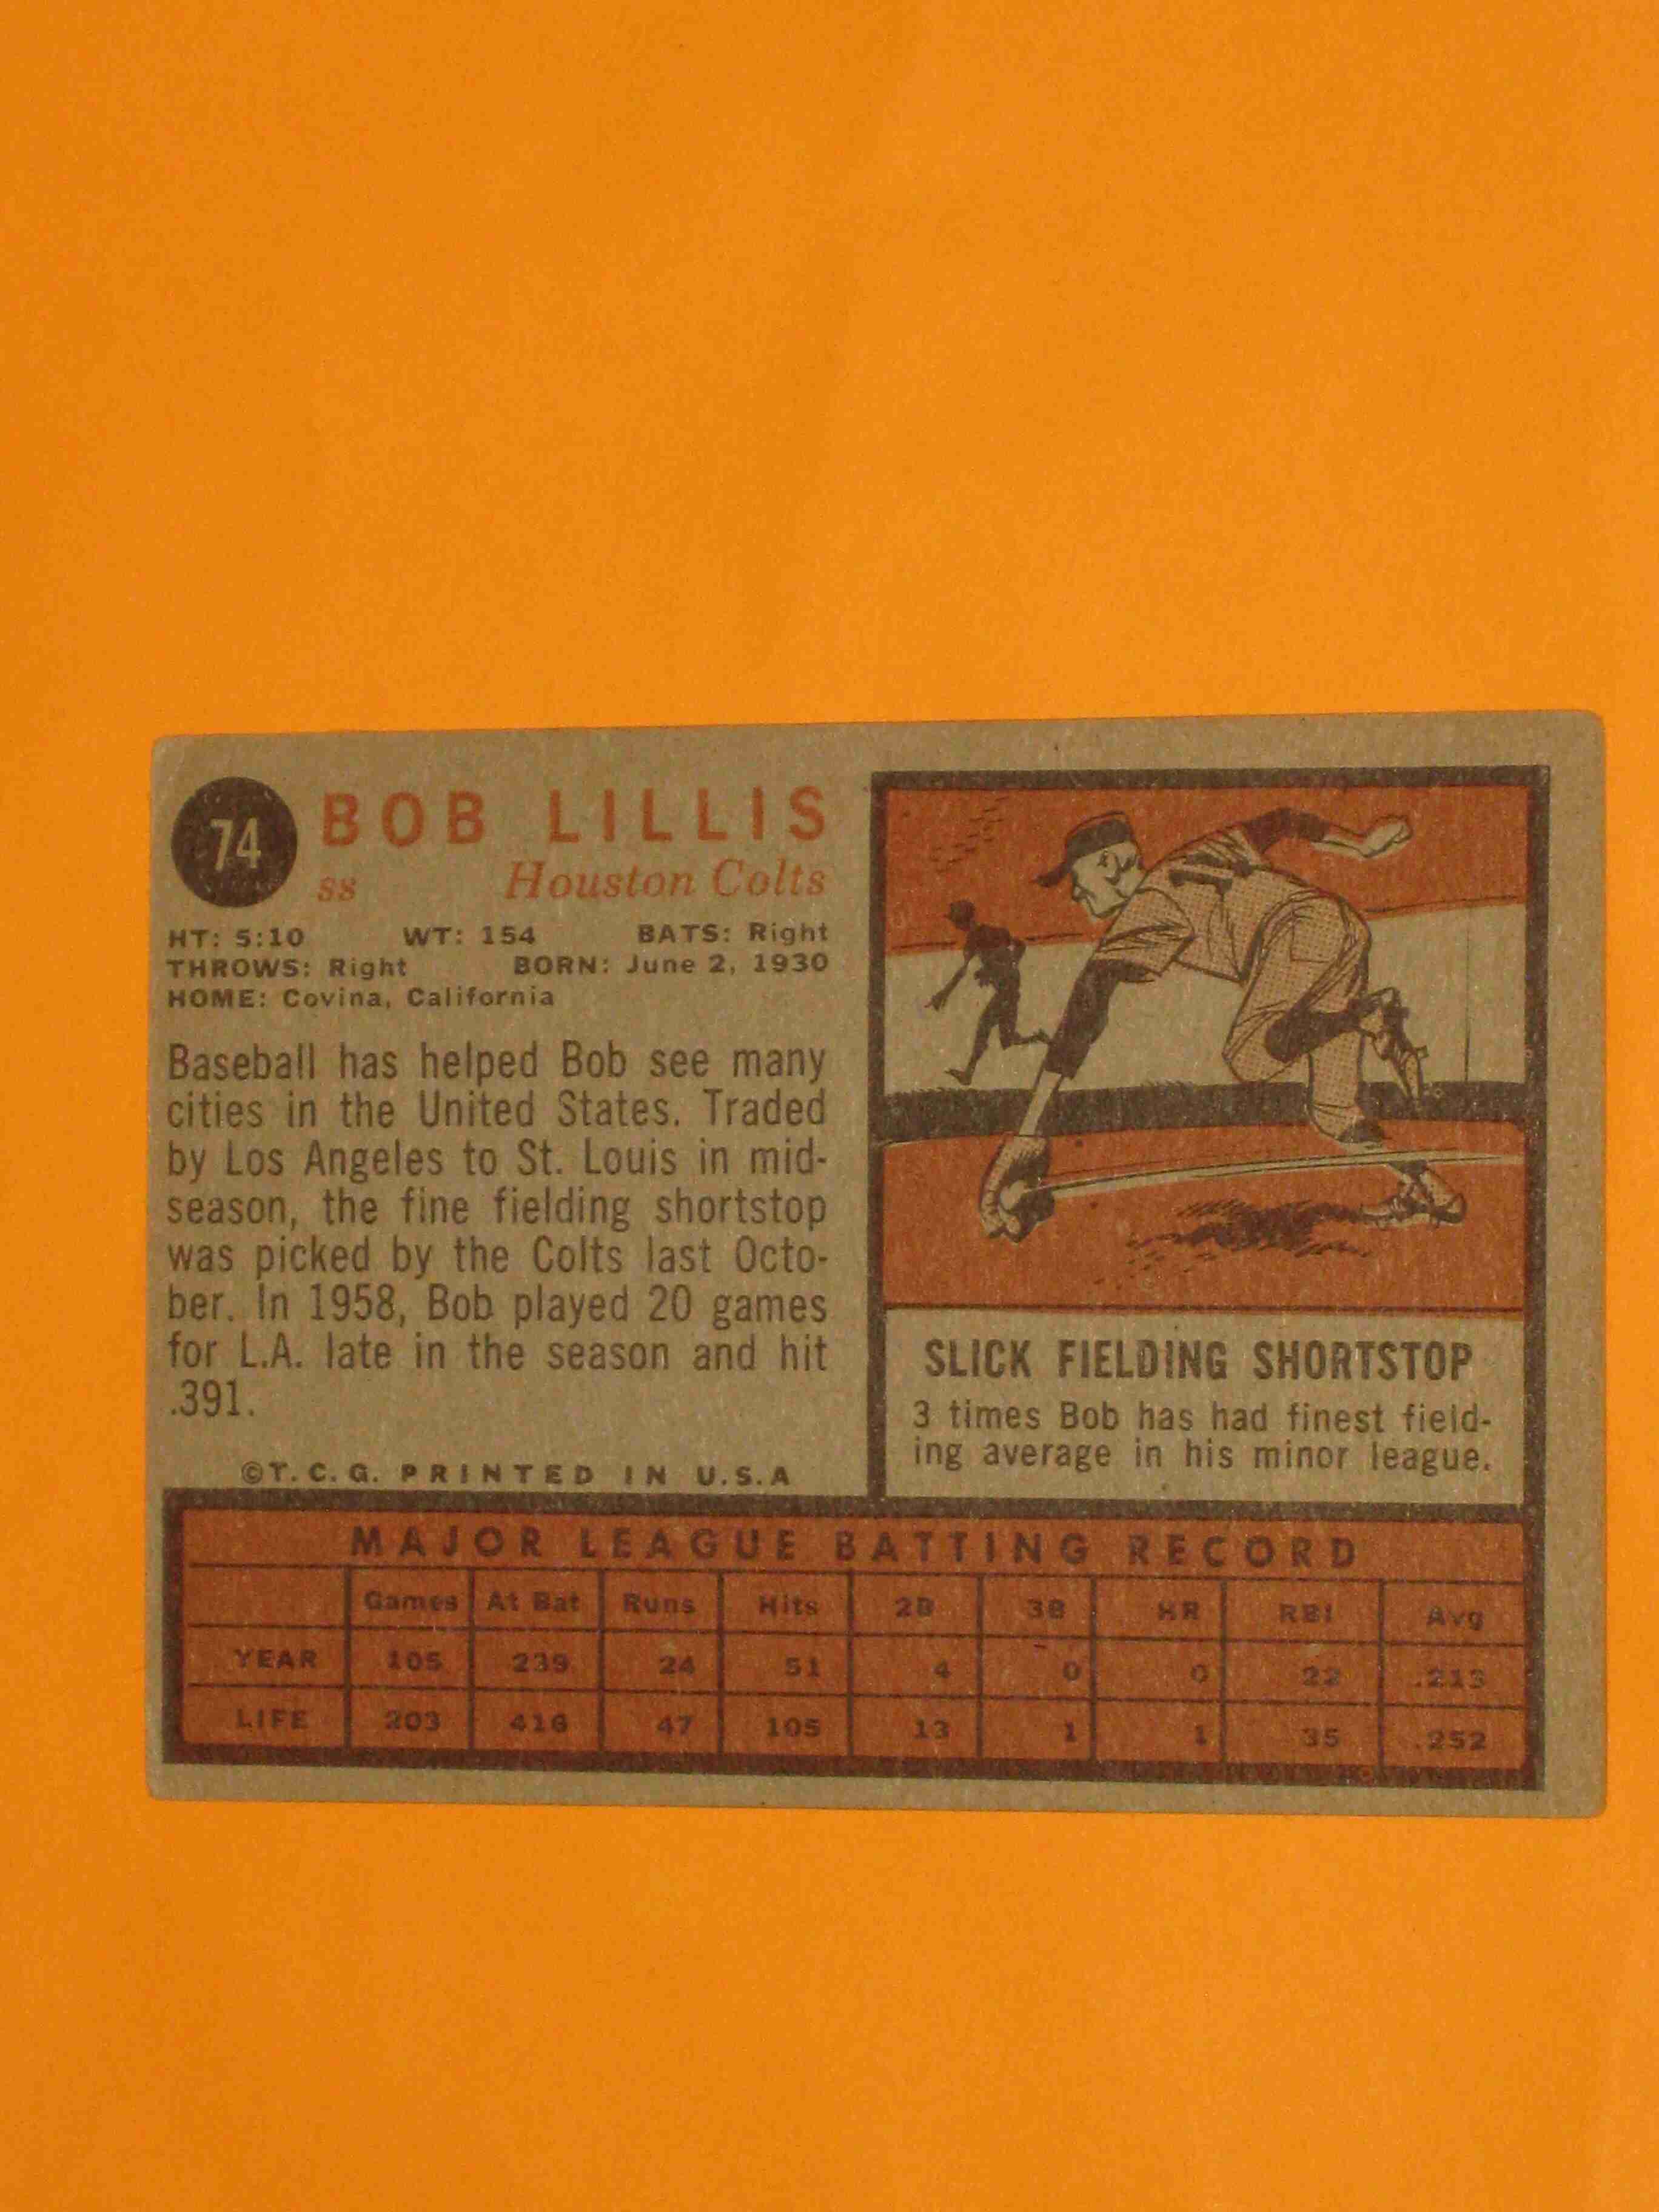 74
BOB LILLIS
ss Houston Colts
HT: 5:10 WT: 154 BATS: Right
THROWS: Right BORN: June 2, 1930
HOME: Covina, California
Baseball has helped Bob see many
cities in the United States. Traded
by Los Angeles to St. Louis in mid-
season, the fine fielding shortstop
was picked by the Colts last Octo-
ber. In 1958, Bob played 20 games
for L.A. late in the season and hit
.391.
©T.C.G. PRINTED IN U.S.A
SLICK FIELDING SHORTSTOP
3 times Bob has had finest field-
ing average in his minor league.
MAJOR LEAGUE BATTING RECORD
Games At Bat Runs Hits 2B 3B HR RBI Avg
YEAR 105 239 24 51 4 0 0 22 .213
LIFE 203 416 47 105 13 1 1 35 .252